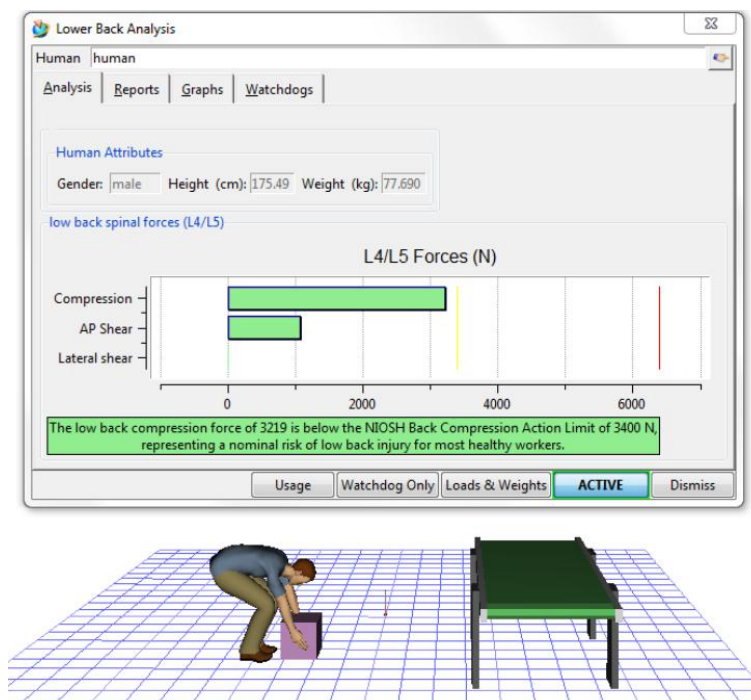 Lower Back Analysis
Human human
Analysis Reports Graphs Watchdogs
Human Attributes
Gender: male Height (cm): 175.49 Weight (kg): 77.690
low back spinal forces (L4/L5)
L4/L5 Forces (N)
Compression
AP Shear
Lateral shear
0 2000 4000 6000
The low back compression force of 3219 is below the NIOSH Back Compression Action Limit of 3400 N,
representing a nominal risk of low back injury for most healthy workers.
Usage Watchdog Only Loads & Weights ACTIVE Dismiss